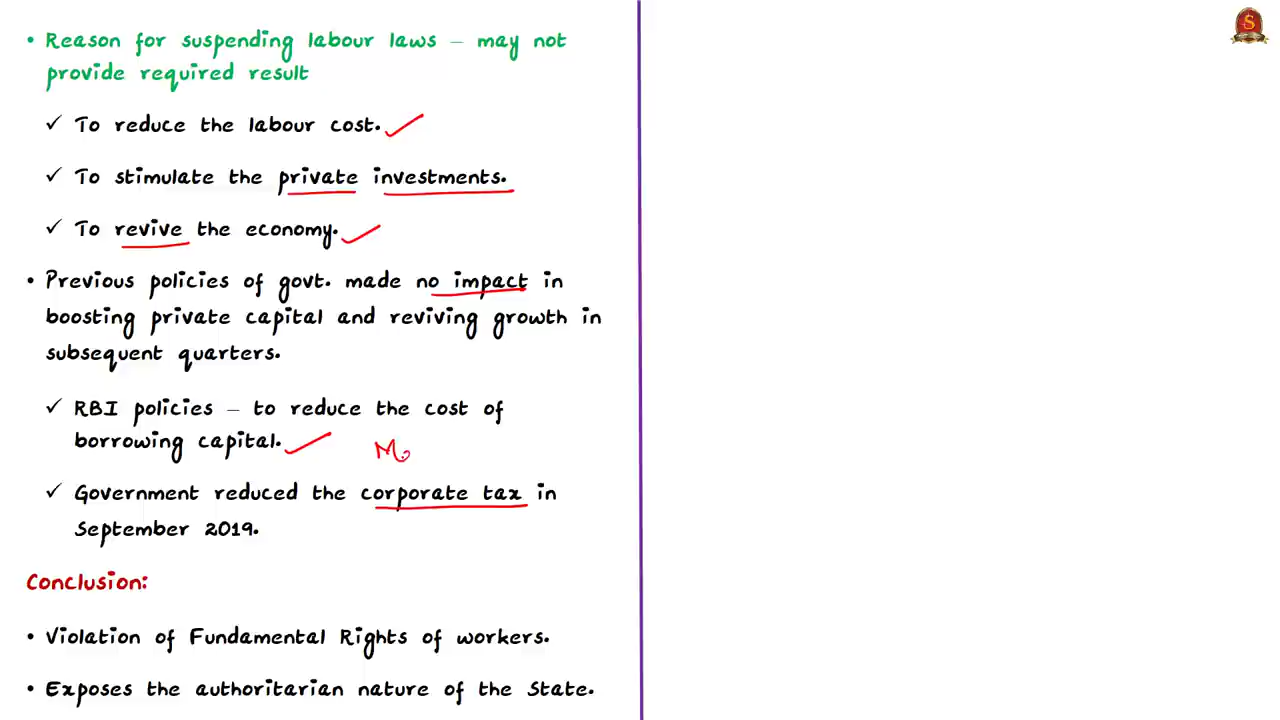 • Reason for suspending labour laws – may not
provide required result
✓ To reduce the labour cost.
✓ To stimulate the private investments.
✓ To revive the economy.
• Previous policies of govt. made no impact in
boosting private capital and reviving growth in
subsequent quarters.
✓ RBI policies – to reduce the cost of
borrowing capital.
✓ Government reduced the corporate tax in
September 2019.
Conclusion:
• Violation of Fundamental Rights of workers.
• Exposes the authoritarian nature of the State.